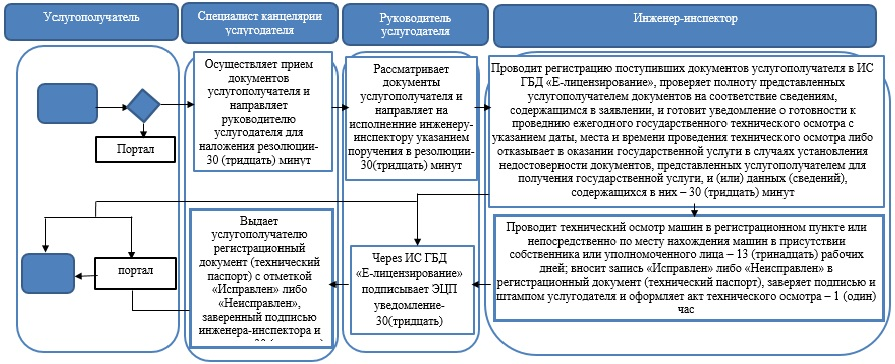 Услугополучатель
Специалист канцелярии
услугодателя
Руководитель
услугодателя
Инженер-инспектор
Осуществляет прием
документов
услугополучателя и
направляет
руководителю
услугодателя для
наложения резолюции-
30 (тридцать) минут
Рассматривает
документы
услугополучателя и
направляет на
исполнение инженеру-
инспектору указанием
поручения в резолюции-
30(тридцать) минут
Проводит регистрацию поступивших документов услугополучателя в ИС
ГБД «Е-лицензирование», проверяет полноту представленных
услугополучателем документов на соответствие сведениям,
содержащимся в заявлении, и готовит уведомление о готовности к
проведнию ежегодного государственного технического осмотра с
указанием даты, места и времени проведения технического осмотра либо
отказывает в оказании государственной услуги в случаях установления
недостоверности документов, представленных услугополучателем для
получения государственной услуги, и (или) данных (сведений),
содержащихся в них – 30 (тридцать) минут
Портал
портал
Выдает
услугополучателю
регистрационный
документ (технический
паспорт) с отметкой
«Исправлен» либо
«Неисправлен»,
заверенный подписью
инженера-инспектора и
Через ИС ГБД
«Е-лицензирование»
подписывает ЭЦП
уведомление-
30(тридцать)
Проводит технический осмотр машин в регистрационном пункте или
непосредственно по месту нахождения машин в присутствии
собственника или уполномоченого лица – 13 (тринадцать) рабочих
дней; вносит запись «Исправен» либо «Неисправен» в
регистрационный документ (технический паспорт), заверяет подписью и
штампом услугодателя и оформляет акт технического осмотра – 1 (один)
час